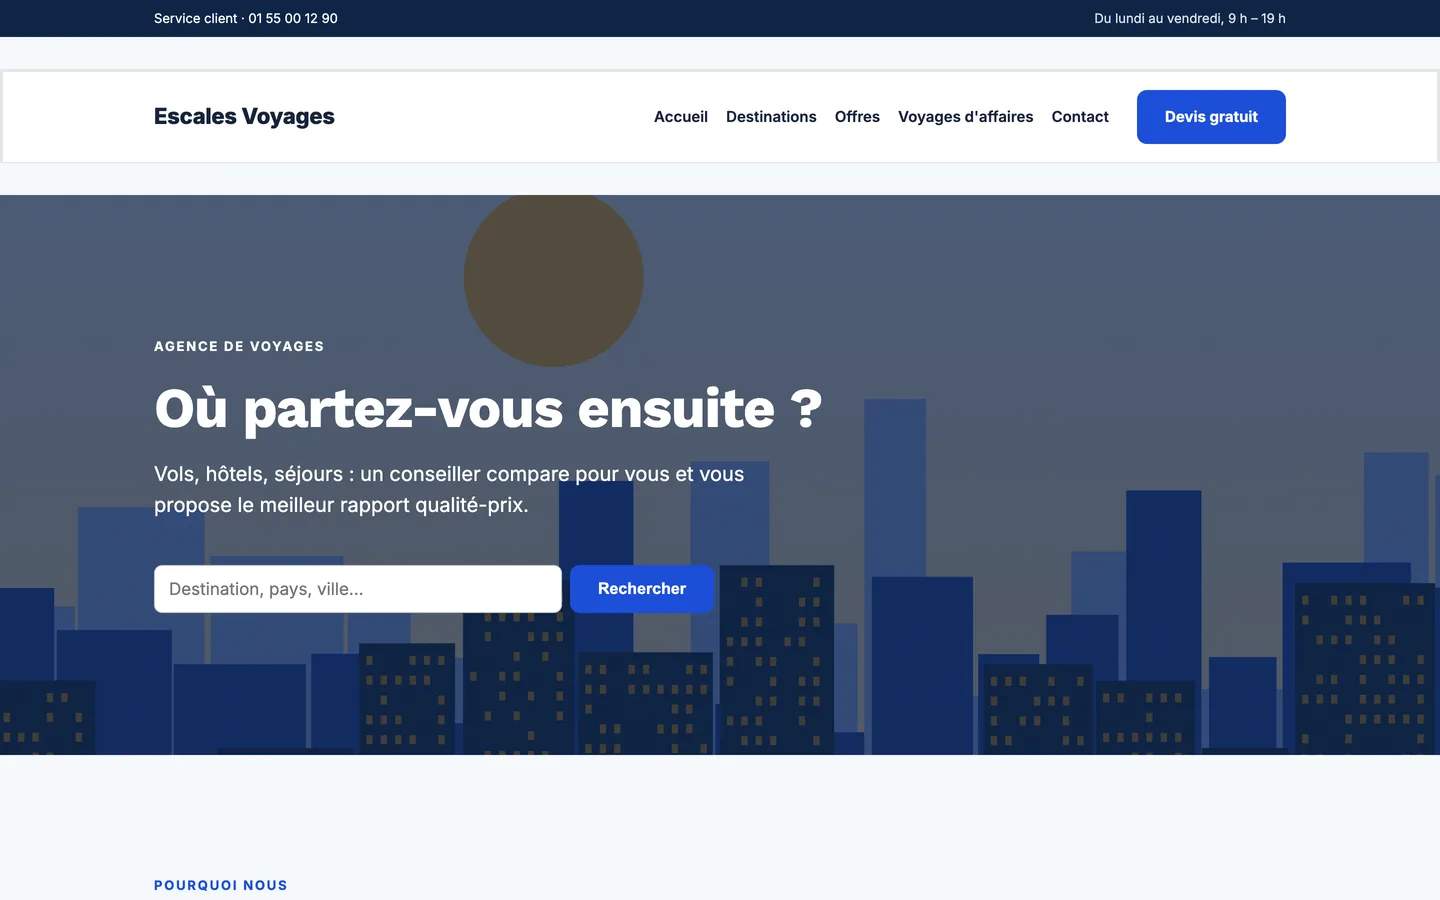 Service client · 01 55 00 12 90
Du lundi au vendredi, 9 h – 19 h
Escales Voyages
Accueil
Destinations
Offres
Voyages d'affaires
Contact
Devis gratuit
AGENCE DE VOYAGES
Où partez-vous ensuite ?
Vols, hôtels, séjours : un conseiller compare pour vous et vous
propose le meilleur rapport qualité-prix.
Destination, pays, ville...
Rechercher
POURQUOI NOUS